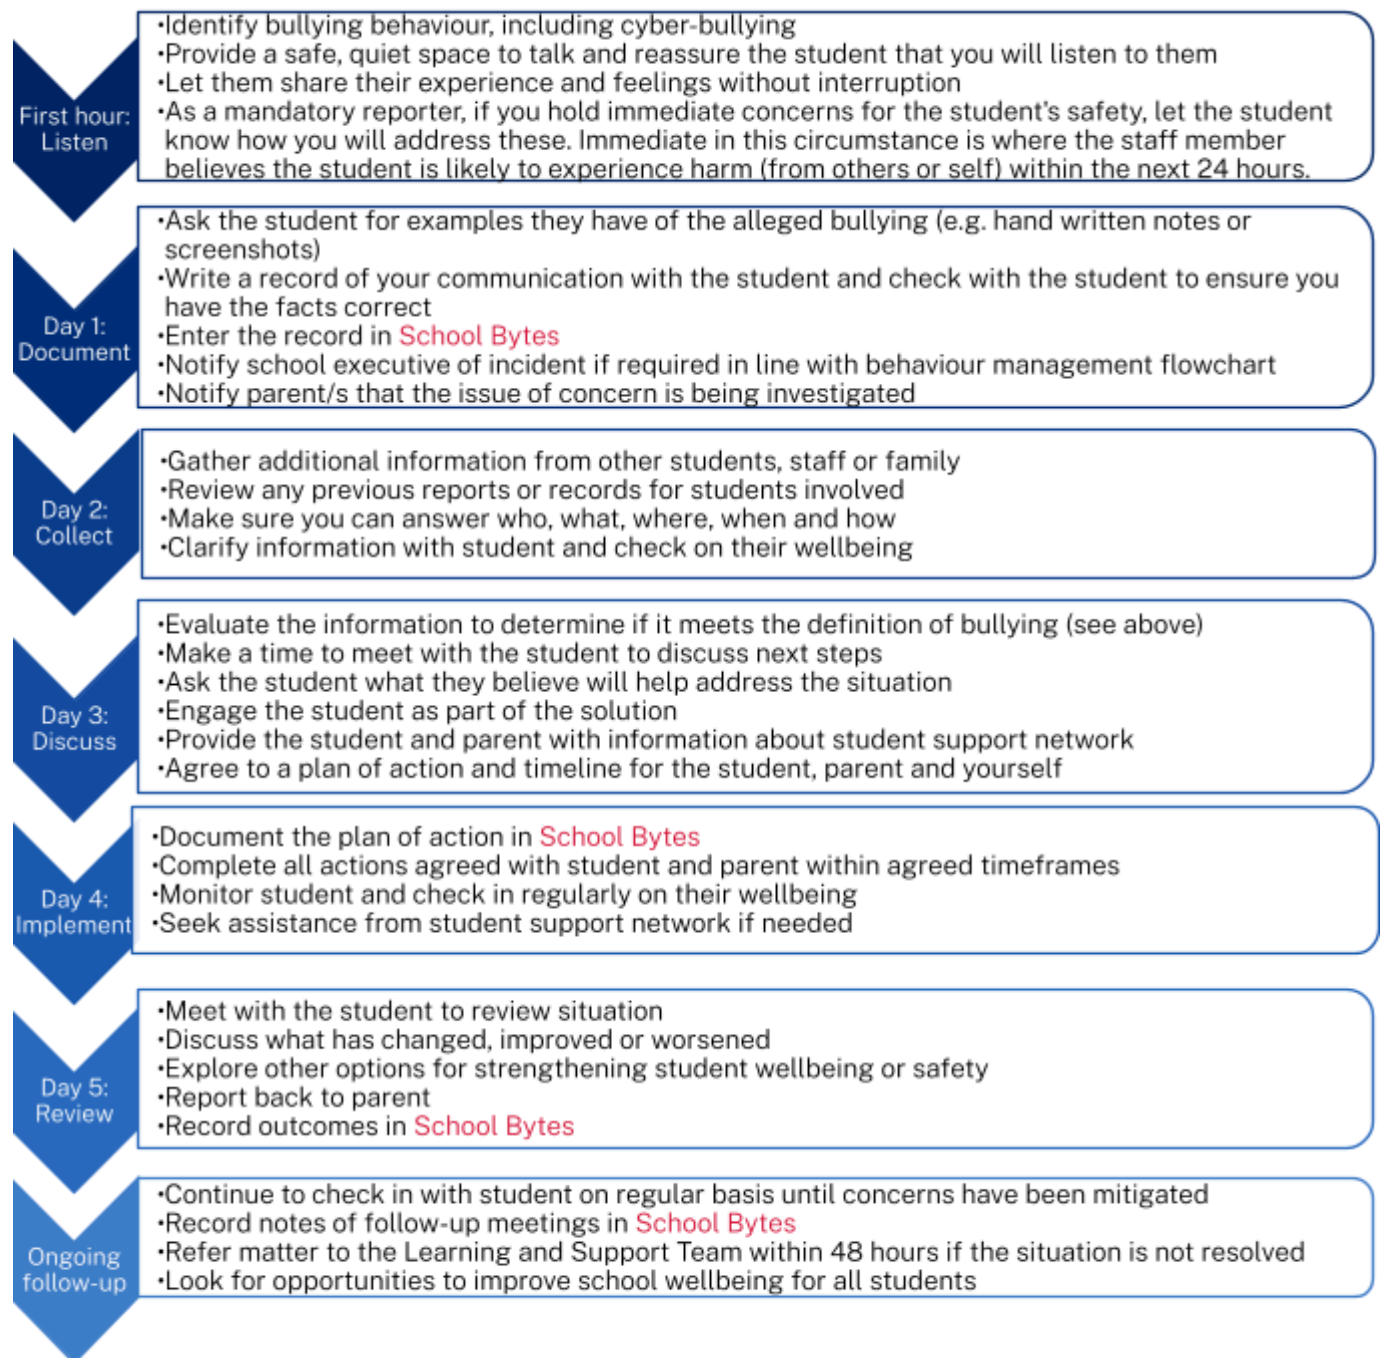 First hour:
Listen
•Identify bullying behaviour, including cyber-bullying
•Provide a safe, quiet space to talk and reassure the student that you will listen to them
•Let them share their experience and feelings without interruption
•As a mandatory reporter, if you hold immediate concerns for the student's safety, let the student
know how you will address these. Immediate in this circumstance is where the staff member
believes the student is likely to experience harm (from others or self) within the next 24 hours.
Day 1:
Document
•Ask the student for examples they have of the alleged bullying (e.g. hand written notes or
screenshots)
•Write a record of your communication with the student and check with the student to ensure you
have the facts correct
•Enter the record in School Bytes
•Notify school executive of incident if required in line with behaviour management flowchart
•Notify parent/s that the issue of concern is being investigated
Day 2:
Collect
•Gather additional information from other students, staff or family
•Review any previous reports or records for students involved
•Make sure you can answer who, what, where, when and how
•Clarify information with student and check on their wellbeing
Day 3:
Discuss
•Evaluate the information to determine if it meets the definition of bullying (see above)
•Make a time to meet with the student to discuss next steps
•Ask the student what they believe will help address the situation
•Engage the student as part of the solution
•Provide the student and parent with information about student support network
•Agree to a plan of action and timeline for the student, parent and yourself
Day 4:
Implement
•Document the plan of action in School Bytes
•Complete all actions agreed with student and parent within agreed timeframes
•Monitor student and check in regularly on their wellbeing
•Seek assistance from student support network if needed
Day 5:
Review
•Meet with the student to review situation
•Discuss what has changed, improved or worsened
•Explore other options for strengthening student wellbeing or safety
•Report back to parent
•Record outcomes in School Bytes
Ongoing
follow-up
•Continue to check in with student on regular basis until concerns have been mitigated
•Record notes of follow-up meetings in School Bytes
•Refer matter to the Learning and Support Team within 48 hours if the situation is not resolved
•Look for opportunities to improve school wellbeing for all students